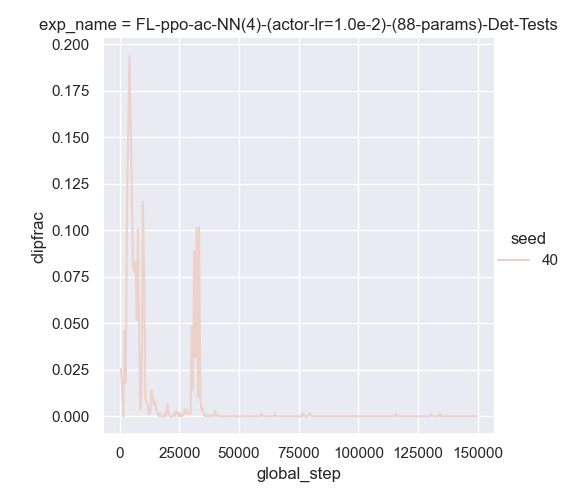 exp_name = FL-ppo-ac-NN(4)-(actor-lr=1.0e-2)-(88-params)-Det-Tests
0.200
0.175
0.150
0.125
0.100
0.075
0.050
0.025
0.000
dipfrac
seed
40
0 25000 50000 75000 100000 125000 150000
global_step